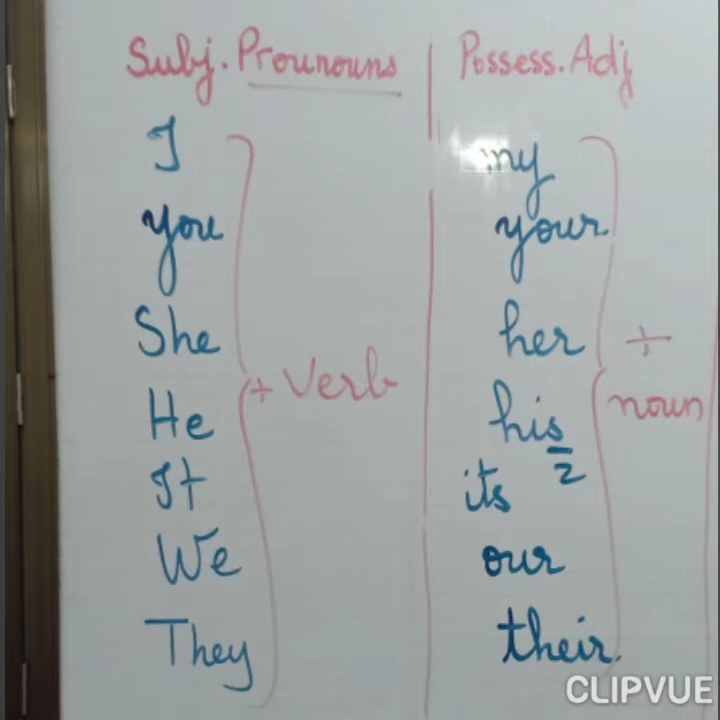 Subj. Prounouns | Possess. Adj
I my
you your
She her +
+ Verb noun
He his
z
It its
We our
They their.
CLIPVUE